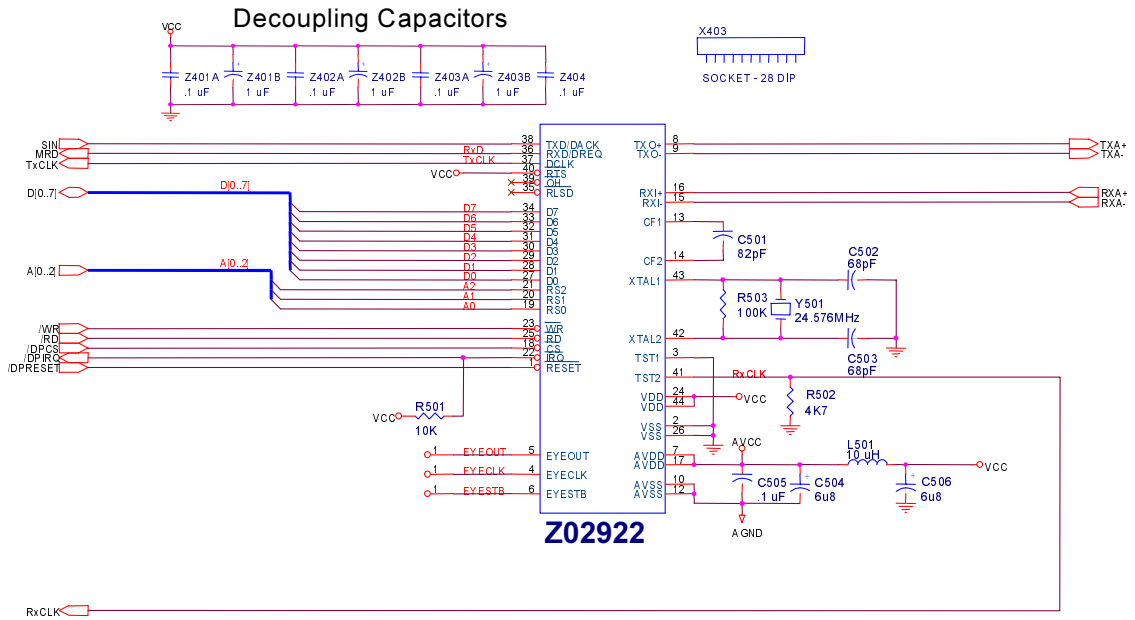 Decoupling Capacitors
VCC
Z401A
.1 uF
Z401B
1 uF
Z402A
.1 uF
Z402B
1 uF
Z403A
.1 uF
Z403B
1 uF
Z404
.1 uF
X403
SOCKET - 28 DIP
SIN
MRD
TxCLK
D[0..7]
A[0..2]
/WR
/RD
/DPCS
/DPIRQ
/DPRESET
RxCLK
RxD
TxCLK
VCC
D[0..7]
D7
D6
D5
D4
D3
D2
D1
D0
A[0..2]
A2
A1
A0
38 TXD/DACK
36 RXD/DREQ
37 DCLK
40 RTS
39 OH
35 RLSD
34 D7
33 D6
32 D5
31 D4
30 D3
29 D2
28 D1
27 D0
21 RS2
20 RS1
19 RS0
23 WR
25 RD
18 CS
22 IRQ
1 RESET
VCC
R501
10K
1 EYEOUT 5 EYEOUT
1 EYECLK 4 EYECLK
1 EYESTB 6 EYESTB
Z02922
TXO+ 8
TXO- 9
RXI+ 16
RXI- 15
CF1 13
CF2 14
XTAL1 43
XTAL2 42
TST1 3
TST2 41
VDD 24
VDD 44
VSS 2
VSS 26
AVDD 7
AVDD 17
AVSS 10
AVSS 12
TXA+
TXA-
RXA+
RXA-
C501
82pF
C502
68pF
R503
100K
Y501
24.576MHz
C503
68pF
RxCLK
R502
4K7
VCC
AVCC
L501
10 uH
VCC
C505
.1 uF
C504
6u8
C506
6u8
AGND